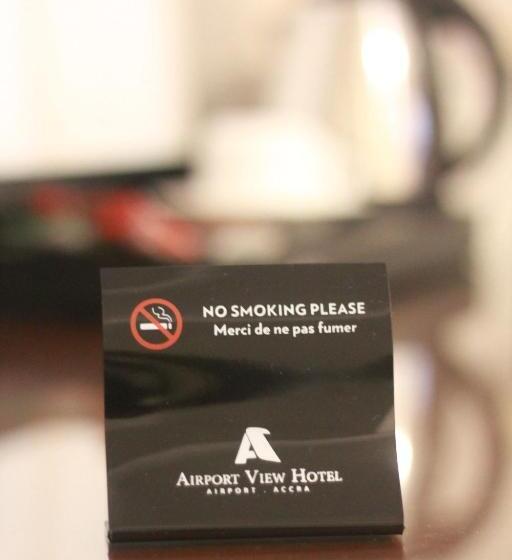 NO SMOKING PLEASE
Merci de ne pas fumer
AIRPORT VIEW HOTEL
AIRPORT . ACCRA